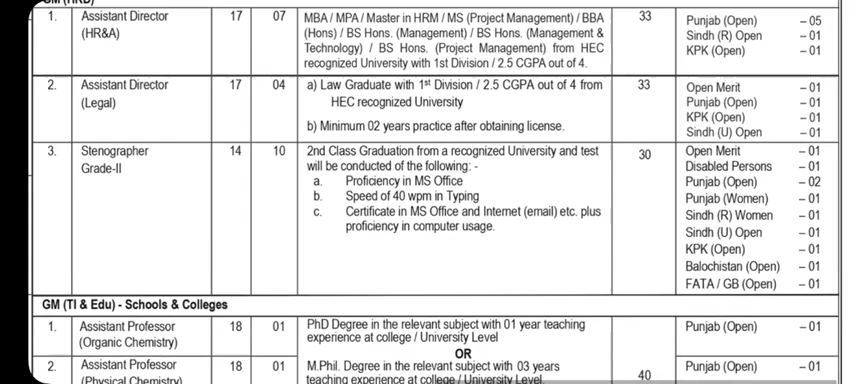 GM (HRD)
1. Assistant Director 17 07 MBA / MPA / Master in HRM / MS (Project Management) / BBA 33 Punjab (Open) – 05
(HR&A) (Hons) / BS Hons. (Management) / BS Hons. (Management & Sindh (R) Open – 01
Technology) / BS Hons. (Project Management) from HEC KPK (Open) – 01
recognized University with 1st Division / 2.5 CGPA out of 4.
2. Assistant Director 17 04 a) Law Graduate with 1st Division / 2.5 CGPA out of 4 from 33 Open Merit – 01
(Legal) HEC recognized University Punjab (Open) – 01
KPK (Open) – 01
b) Minimum 02 years practice after obtaining license. Sindh (U) Open – 01
3. Stenographer 14 10 2nd Class Graduation from a recognized University and test 30 Open Merit – 01
Grade-II will be conducted of the following: - Disabled Persons – 01
a. Proficiency in MS Office Punjab (Open) – 02
b. Speed of 40 wpm in Typing Punjab (Women) – 01
c. Certificate in MS Office and Internet (email) etc. plus Sindh (R) Women – 01
proficiency in computer usage. Sindh (U) Open – 01
KPK (Open) – 01
Balochistan (Open) – 01
FATA / GB (Open) – 01
GM (TI & Edu) - Schools & Colleges
1. Assistant Professor 18 01 PhD Degree in the relevant subject with 01 year teaching Punjab (Open) – 01
(Organic Chemistry) experience at college / University Level
OR
2. Assistant Professor 18 01 M.Phil. Degree in the relevant subject with 03 years 40 Punjab (Open) – 01
(Physical Chemistry) teaching experience at college / University Level.